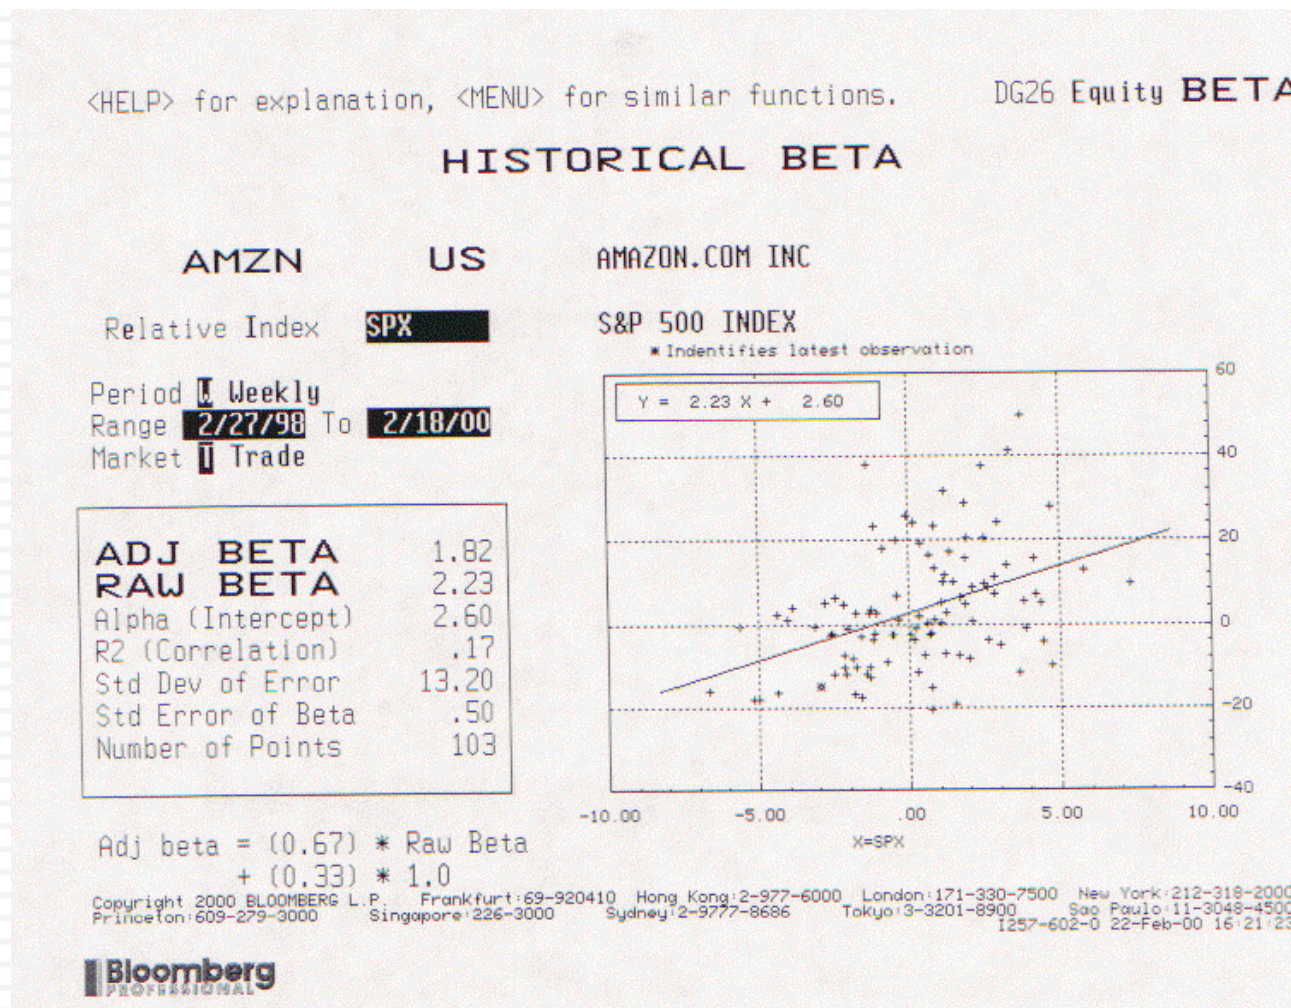 <HELP> for explanation, <MENU> for similar functions. DG26 Equity BETA
HISTORICAL BETA
AMZN US AMAZON.COM INC
Relative Index SPX S&P 500 INDEX
* Indentifies latest observation
Period W Weekly
Range 2/27/98 To 2/18/00
Market T Trade
Y = 2.23 X + 2.60
60
40
20
0
-20
-40
-10.00 -5.00 .00 5.00 10.00
X=SPX
ADJ BETA 1.82
RAW BETA 2.23
Alpha (Intercept) 2.60
R2 (Correlation) .17
Std Dev of Error 13.20
Std Error of Beta .50
Number of Points 103
Adj beta = (0.67) * Raw Beta
+ (0.33) * 1.0
Copyright 2000 BLOOMBERG L.P. Frankfurt:69-920410 Hong Kong:2-977-6000 London:171-330-7500 New York:212-318-2000
Princeton:609-279-3000 Singapore:226-3000 Sydney:2-9777-8686 Tokyo:3-3201-8900 Sao Paulo:11-3048-4500
I257-602-0 22-Feb-00 16:21:23
Bloomberg
PROFESSIONAL